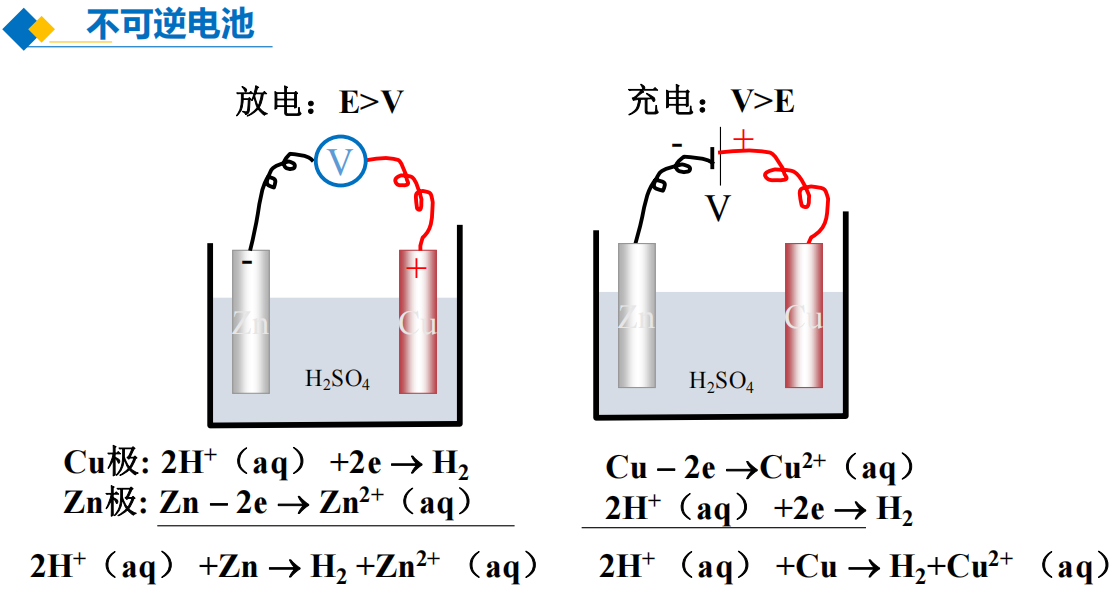 不可逆电池
放电：E>V
V
-
+
Zn
Cu
H₂SO₄
Cu极: 2H⁺（aq） +2e → H₂
Zn极: Zn – 2e → Zn²⁺（aq）
2H⁺（aq） +Zn → H₂ +Zn²⁺ （aq）
充电：V>E
-
+
V
Zn
Cu
H₂SO₄
Cu – 2e →Cu²⁺（aq）
2H⁺（aq） +2e → H₂
2H⁺ （aq） +Cu → H₂+Cu²⁺ （aq）